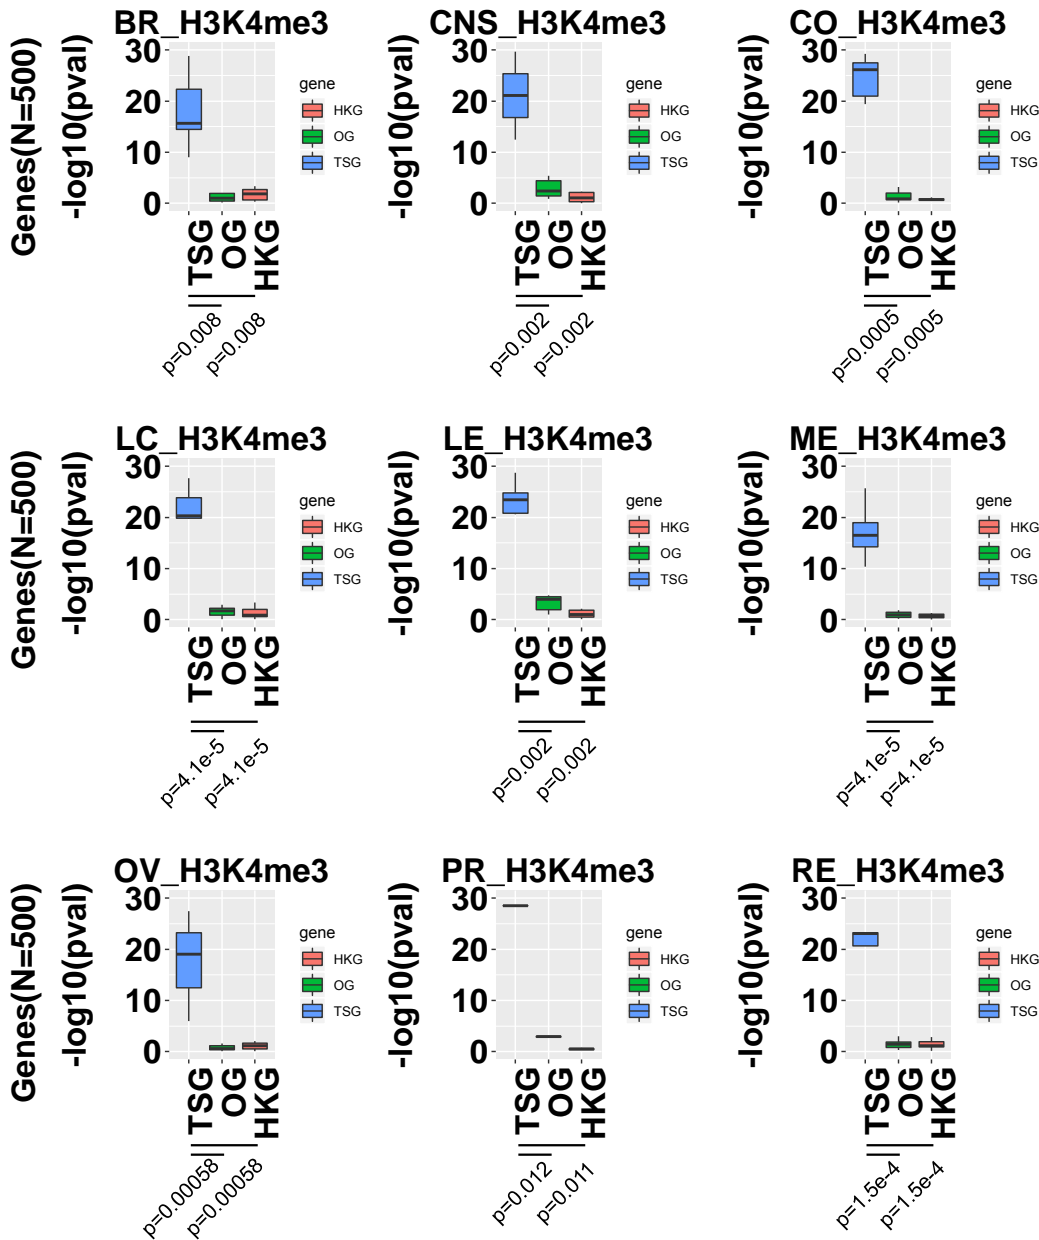 BR_H3K4me3
Genes(N=500)
-log10(pval)
30
20
10
0
TSG
OG
HKG
gene
HKG
OG
TSG
p=0.008
p=0.008
CNS_H3K4me3
-log10(pval)
30
20
10
0
TSG
OG
HKG
gene
HKG
OG
TSG
p=0.002
p=0.002
CO_H3K4me3
-log10(pval)
30
20
10
0
TSG
OG
HKG
gene
HKG
OG
TSG
p=0.0005
p=0.0005
LC_H3K4me3
Genes(N=500)
-log10(pval)
30
20
10
0
TSG
OG
HKG
gene
HKG
OG
TSG
p=4.1e-5
p=4.1e-5
LE_H3K4me3
-log10(pval)
30
20
10
0
TSG
OG
HKG
gene
HKG
OG
TSG
p=0.002
p=0.002
ME_H3K4me3
-log10(pval)
30
20
10
0
TSG
OG
HKG
gene
HKG
OG
TSG
p=4.1e-5
p=4.1e-5
OV_H3K4me3
Genes(N=500)
-log10(pval)
30
20
10
0
TSG
OG
HKG
gene
HKG
OG
TSG
p=0.00058
p=0.00058
PR_H3K4me3
-log10(pval)
30
20
10
0
TSG
OG
HKG
gene
HKG
OG
TSG
p=0.012
p=0.011
RE_H3K4me3
-log10(pval)
30
20
10
0
TSG
OG
HKG
gene
HKG
OG
TSG
p=1.5e-4
p=1.5e-4